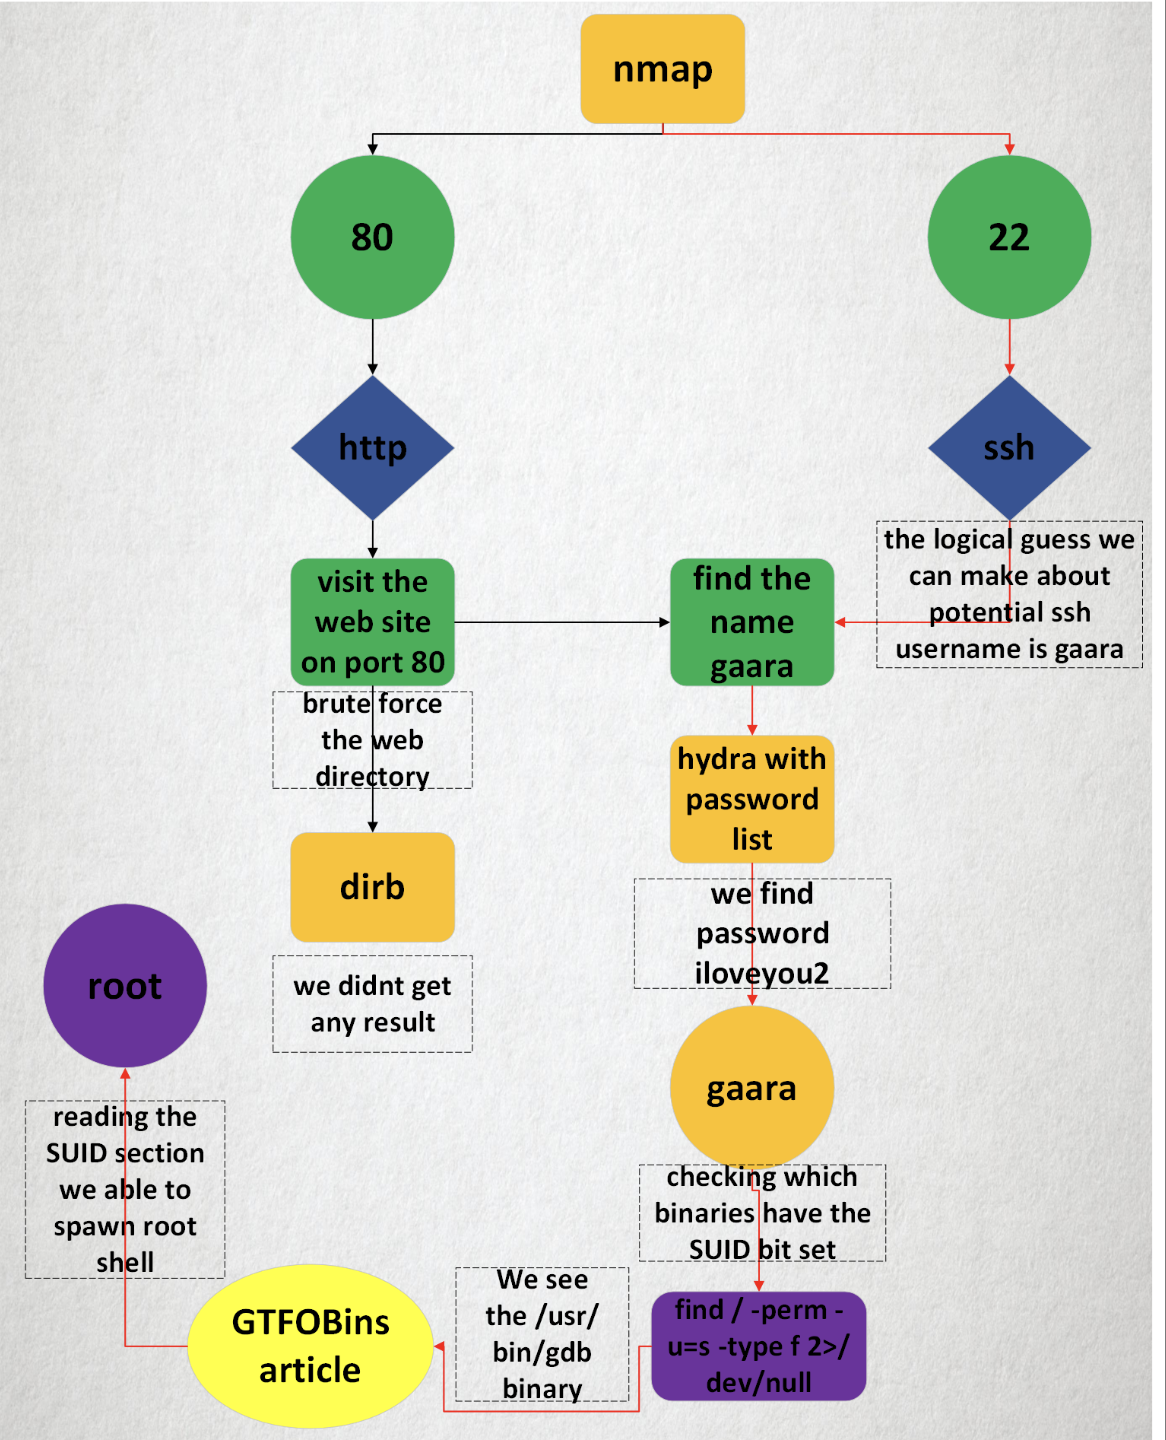 nmap
80
22
http
ssh
the logical guess we
can make about
potential ssh
username is gaara
visit the
web site
on port 80
find the
name
gaara
brute force
the web
directory
hydra with
password
list
dirb
we find
password
iloveyou2
we didnt get
any result
root
gaara
reading the
SUID section
we able to
spawn root
shell
checking which
binaries have the
SUID bit set
We see
the /usr/
bin/gdb
binary
find / -perm -
u=s -type f 2>/
dev/null
GTFOBins
article